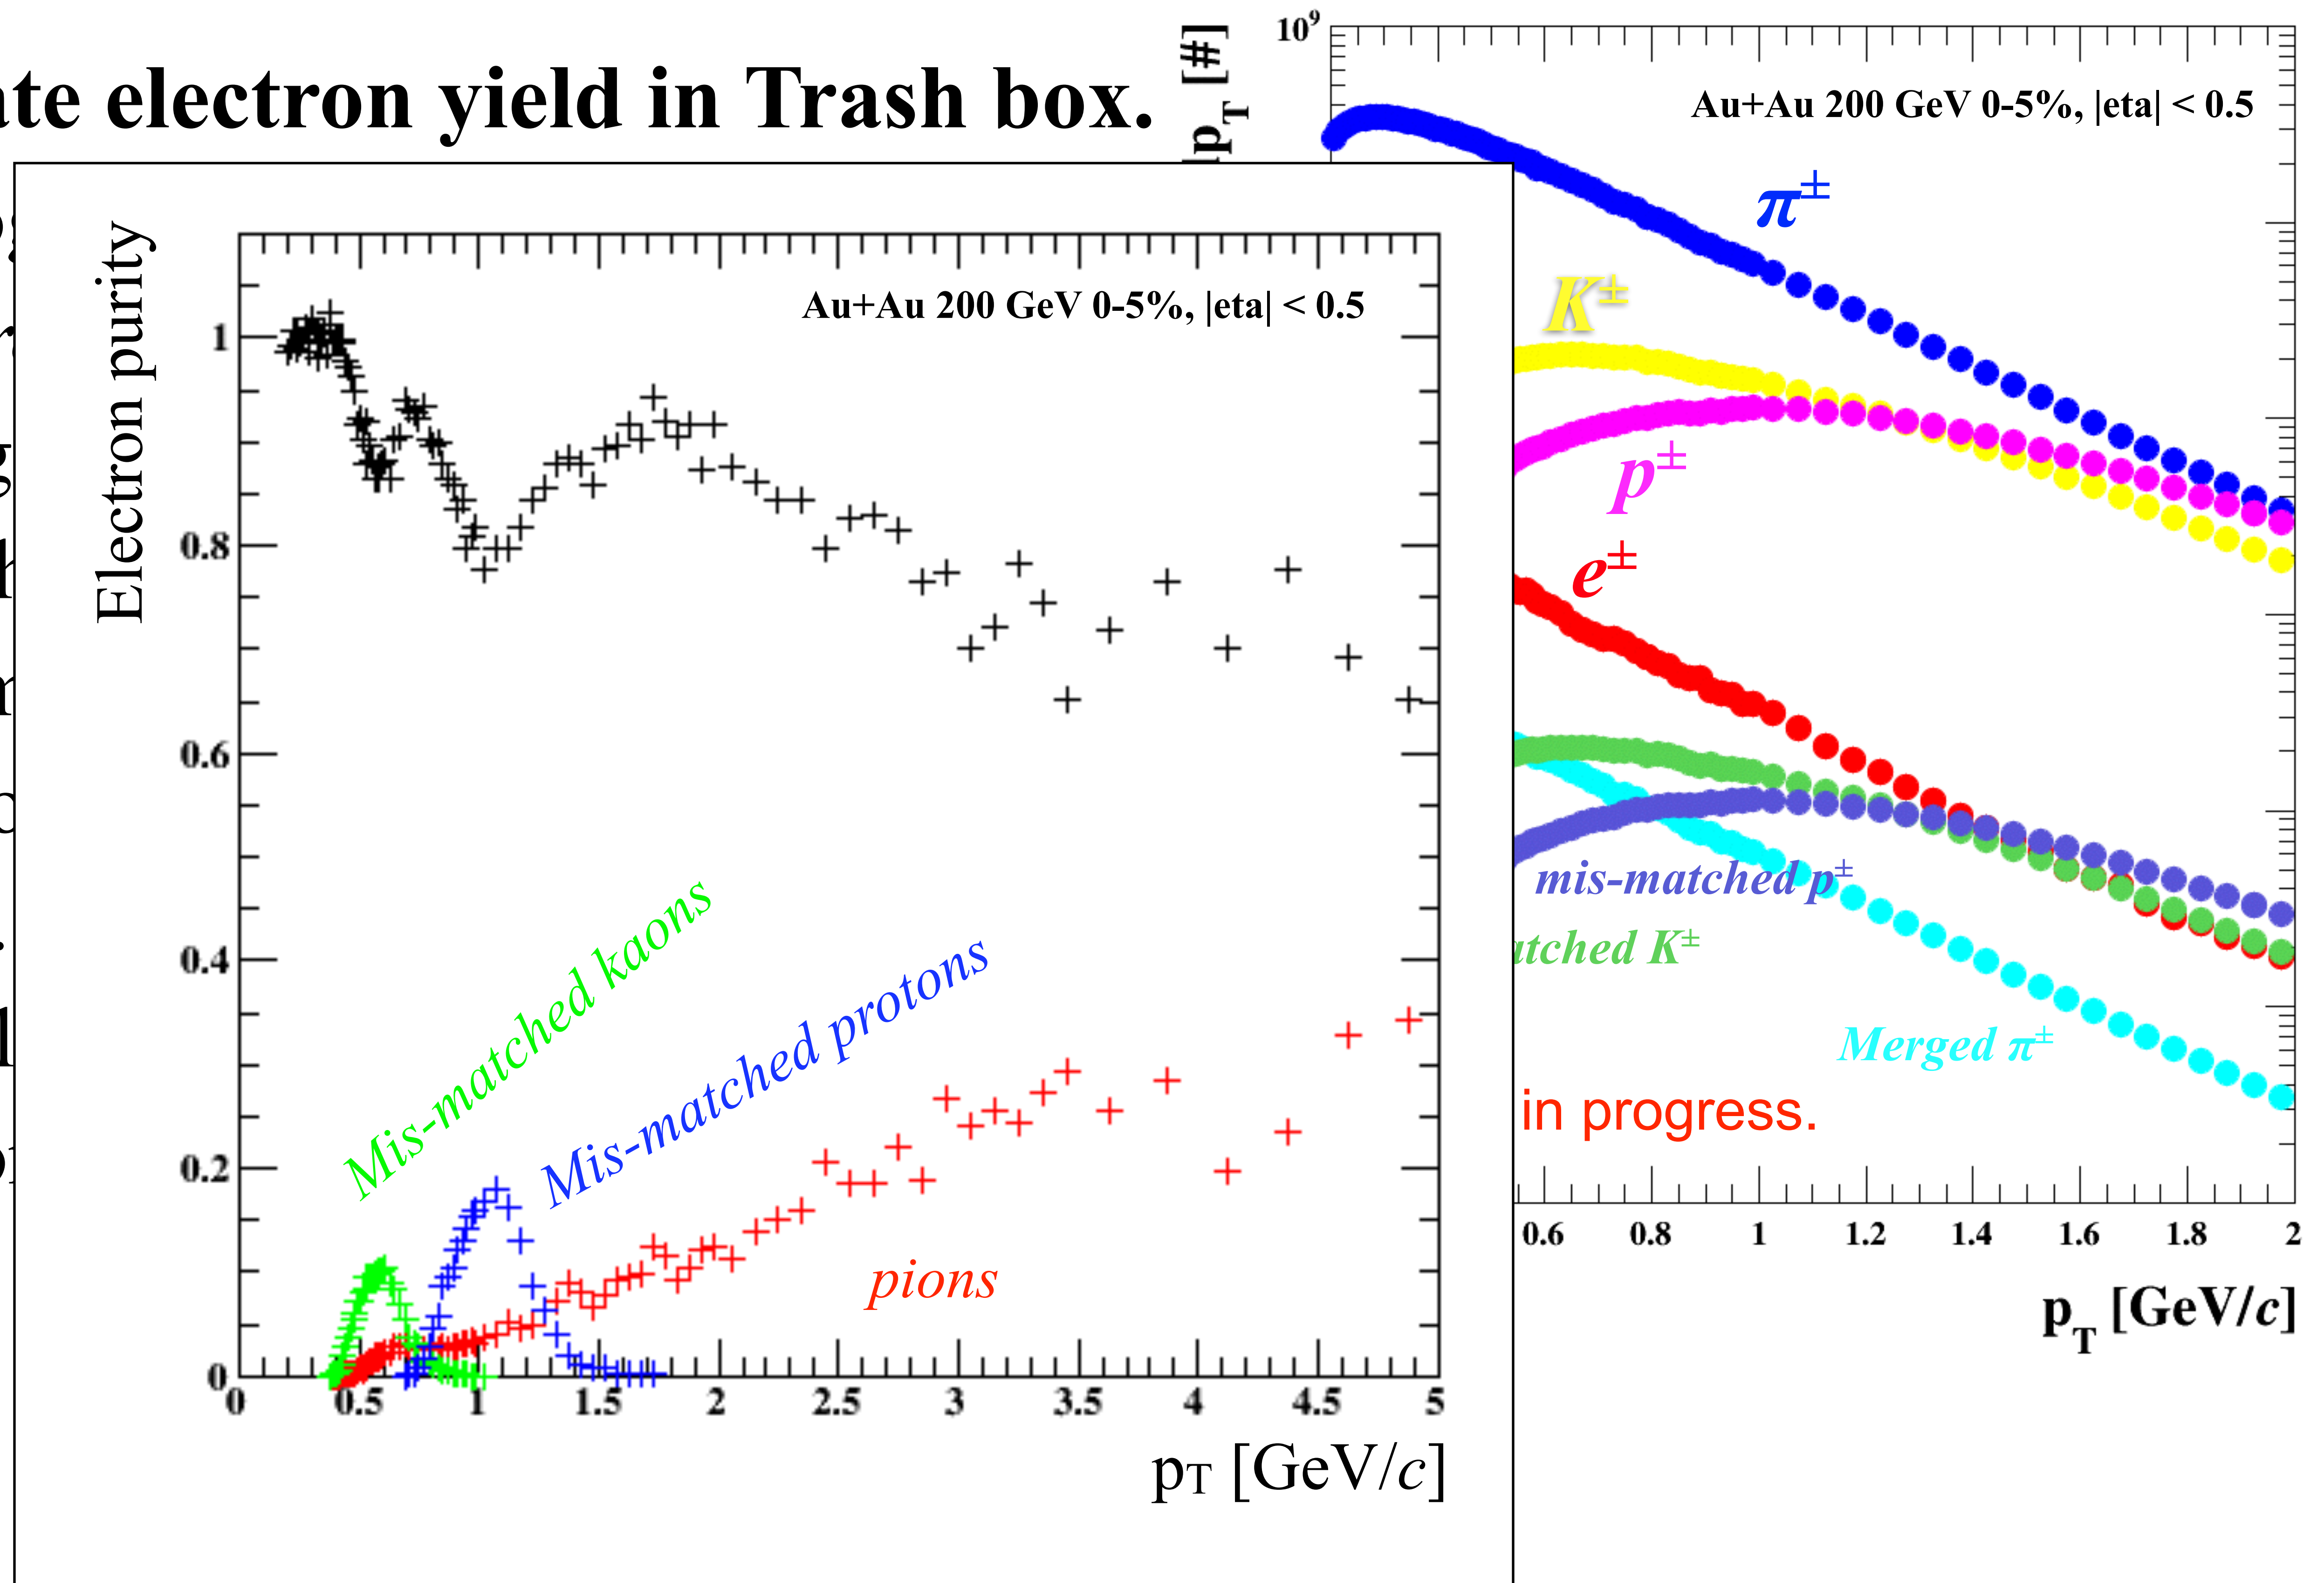 electron yield in Trash box.
Electron purity
Au+Au 200 GeV 0-5%, |eta| < 0.5
1
0.8
0.6
0.4
0.2
0
Mis-matched kaons
Mis-matched protons
pions
0 0.5 1 1.5 2 2.5 3 3.5 4 4.5 5
pT [GeV/c]
pT [#]
10⁹
Au+Au 200 GeV 0-5%, |eta| < 0.5
π±
K±
p±
e±
mis-matched p±
K±
Merged π±
in progress.
0.6 0.8 1 1.2 1.4 1.6 1.8 2
pT [GeV/c]